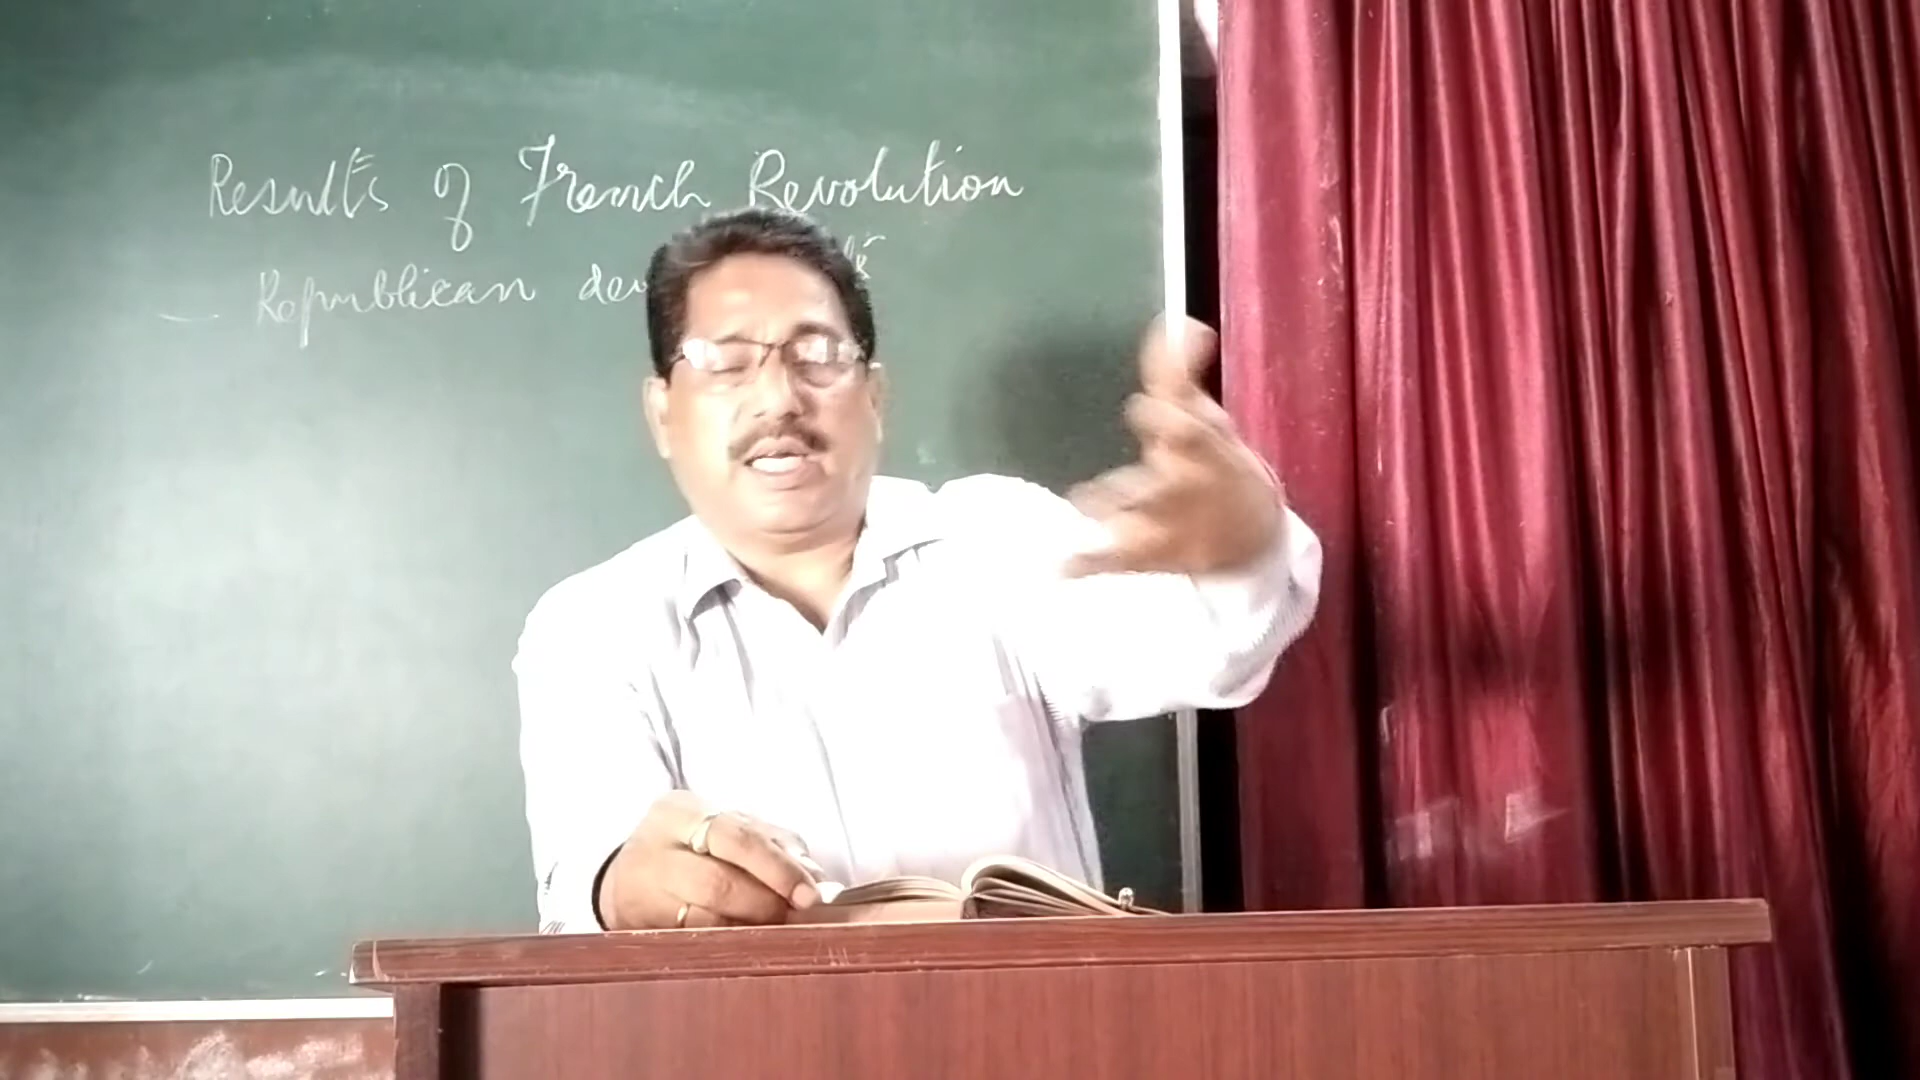 Results of French Revolution
— Republican